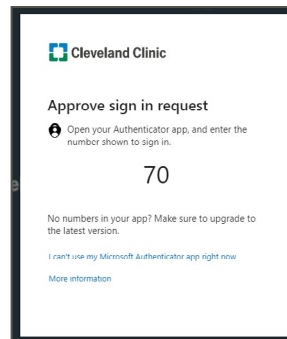 Cleveland Clinic
Approve sign in request
Open your Authenticator app, and enter the
number shown to sign in.
70
No numbers in your app? Make sure to upgrade to
the latest version.
I can't use my Microsoft Authenticator app right now
More information